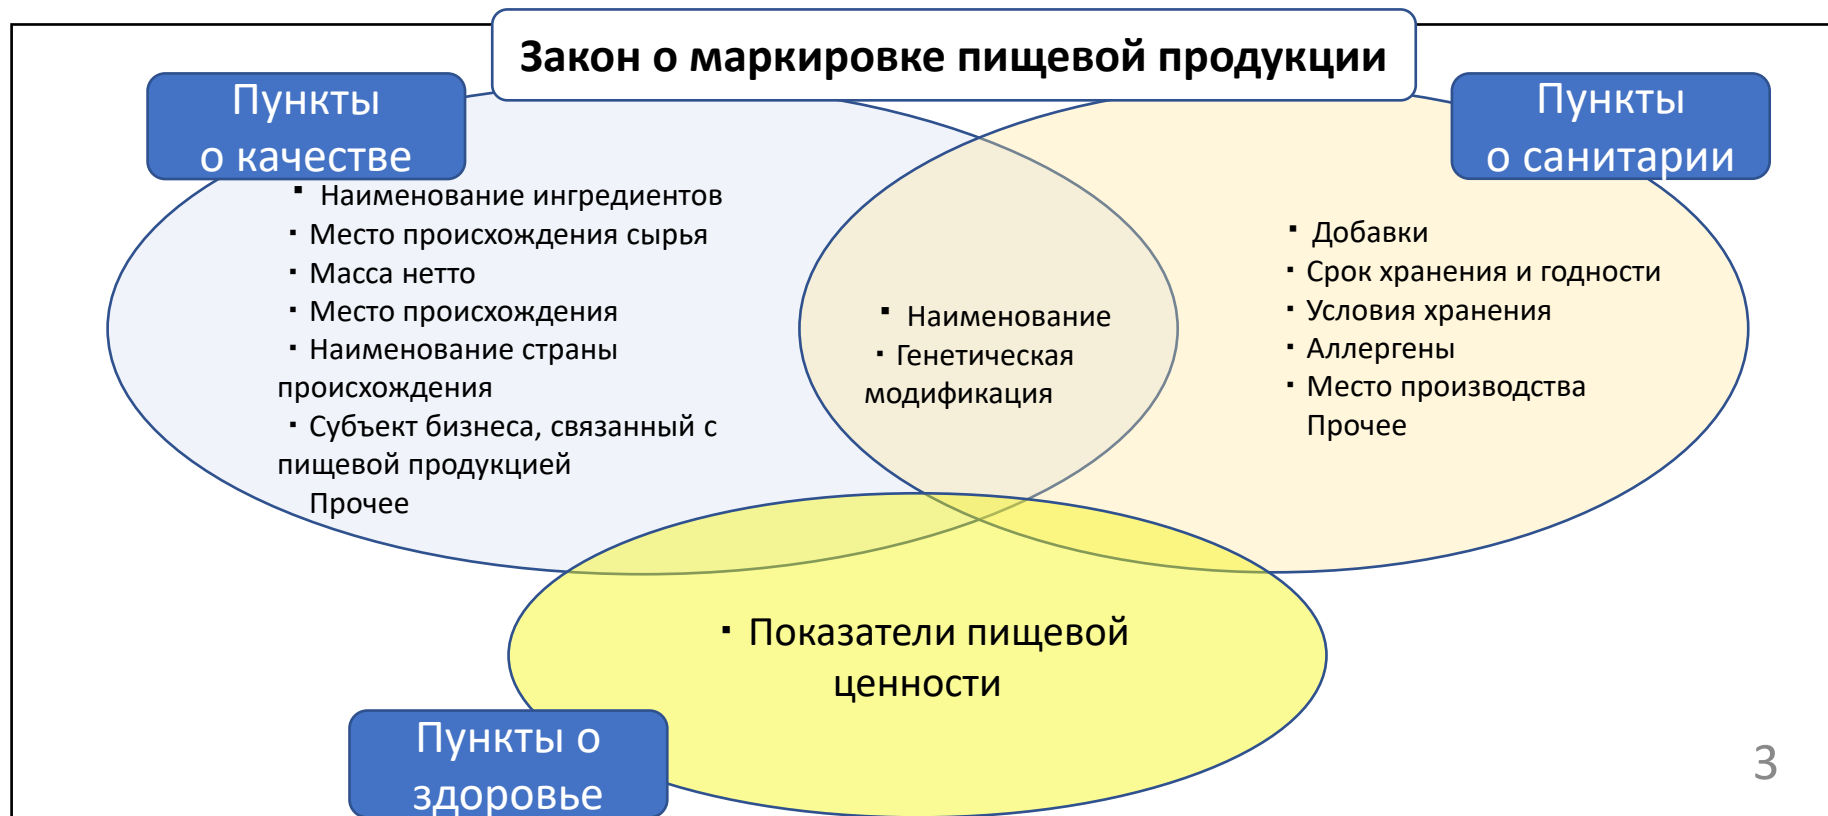 Закон о маркировке пищевой продукции
Пункты
о качестве
▪ Наименование ингредиентов
▪ Место происхождения сырья
▪ Масса нетто
▪ Место происхождения
▪ Наименование страны
происхождения
▪ Субъект бизнеса, связанный с
пищевой продукцией
Прочее
▪ Наименование
▪ Генетическая
модификация
Пункты
о санитарии
▪ Добавки
▪ Срок хранения и годности
▪ Условия хранения
▪ Аллергены
▪ Место производства
Прочее
▪ Показатели пищевой
ценности
Пункты о
здоровье
3